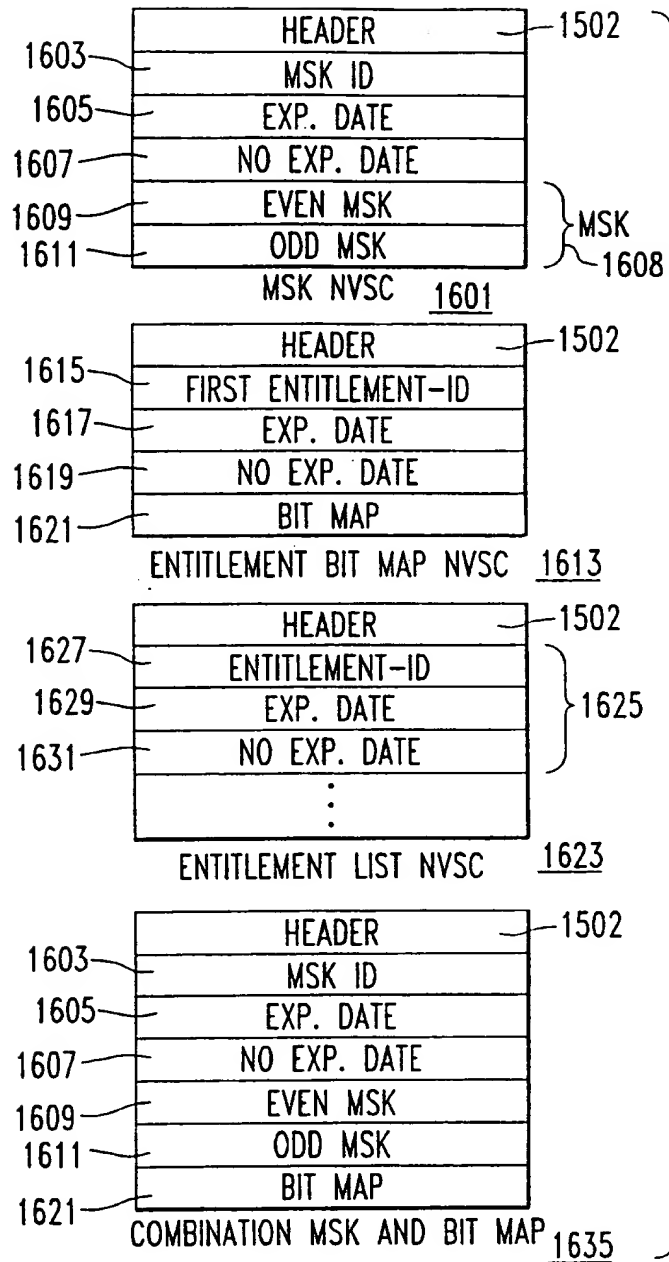 HEADER 1502
1603 MSK ID
1605 EXP. DATE
1607 NO EXP. DATE
1609 EVEN MSK
1611 ODD MSK
MSK
1608
MSK NVSC 1601
HEADER 1502
1615 FIRST ENTITLEMENT-ID
1617 EXP. DATE
1619 NO EXP. DATE
1621 BIT MAP
ENTITLEMENT BIT MAP NVSC 1613
HEADER 1502
1627 ENTITLEMENT-ID
1629 EXP. DATE 1625
1631 NO EXP. DATE
ENTITLEMENT LIST NVSC 1623
HEADER 1502
1603 MSK ID
1605 EXP. DATE
1607 NO EXP. DATE
1609 EVEN MSK
1611 ODD MSK
1621 BIT MAP
COMBINATION MSK AND BIT MAP 1635